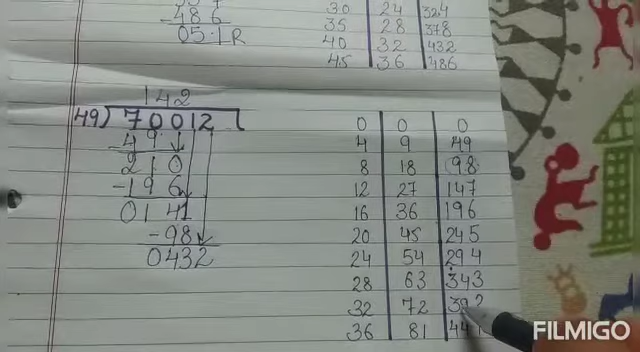 - 486
051R
30 24 324
35 28 378
40 32 432
45 36 486
142
49) 70012
- 49
210
- 196
0141
- 98
0432
0 0 0
4 9 49
8 18 98
12 27 147
16 36 196
20 45 245
24 54 294
28 63 343
32 72 392
36 81
FILMIGO